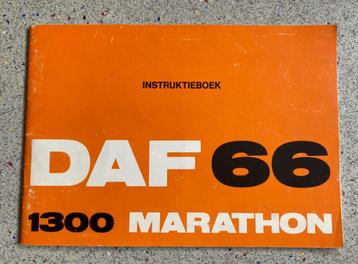 INSTRUKTIEBOEK
DAF 66
1300 MARATHON